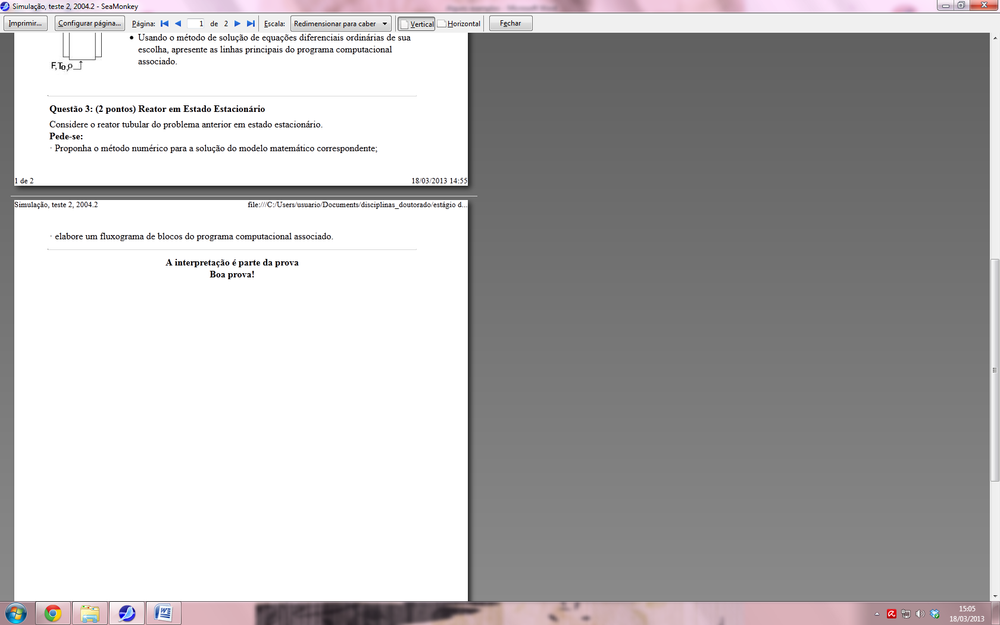 Simulação, teste 2, 2004.2 - SeaMonkey
Imprimir... Configurar página... Página: 1 de 2 Escala: Redimensionar para caber Vertical Horizontal Fechar
• Usando o método de solução de equações diferenciais ordinárias de sua
escolha, apresente as linhas principais do programa computacional
associado.
F,To,ρ
Questão 3: (2 pontos) Reator em Estado Estacionário
Considere o reator tubular do problema anterior em estado estacionário.
Pede-se:
· Proponha o método numérico para a solução do modelo matemático correspondente;
1 de 2 18/03/2013 14:55
Simulação, teste 2, 2004.2 file:///C:/Users/usuario/Documents/disciplinas_doutorado/estágio d...
· elabore um fluxograma de blocos do programa computacional associado.
A interpretação é parte da prova
Boa prova!
15:05
18/03/2013